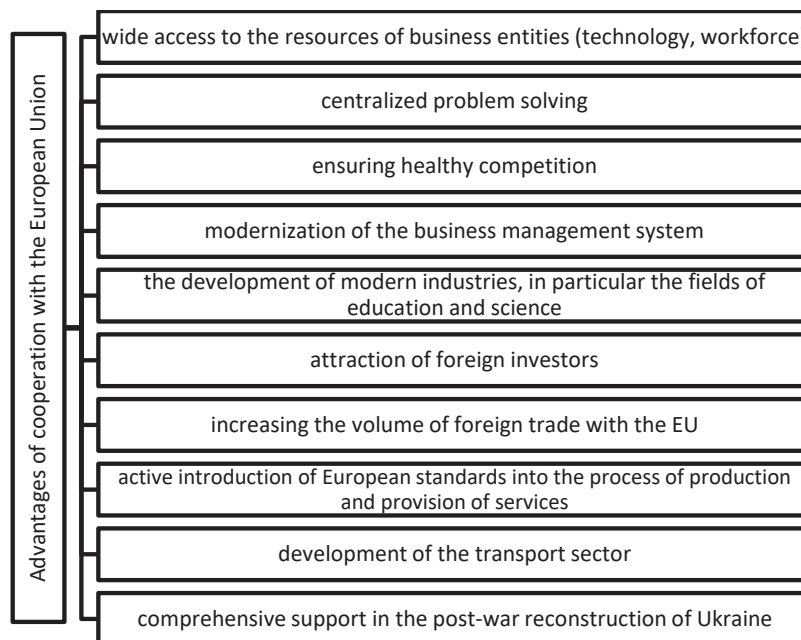 Advantages of cooperation with the European Union
wide access to the resources of business entities (technology, workforce
centralized problem solving
ensuring healthy competition
modernization of the business management system
the development of modern industries, in particular the fields of
education and science
attraction of foreign investors
increasing the volume of foreign trade with the EU
active introduction of European standards into the process of production
and provision of services
development of the transport sector
comprehensive support in the post-war reconstruction of Ukraine